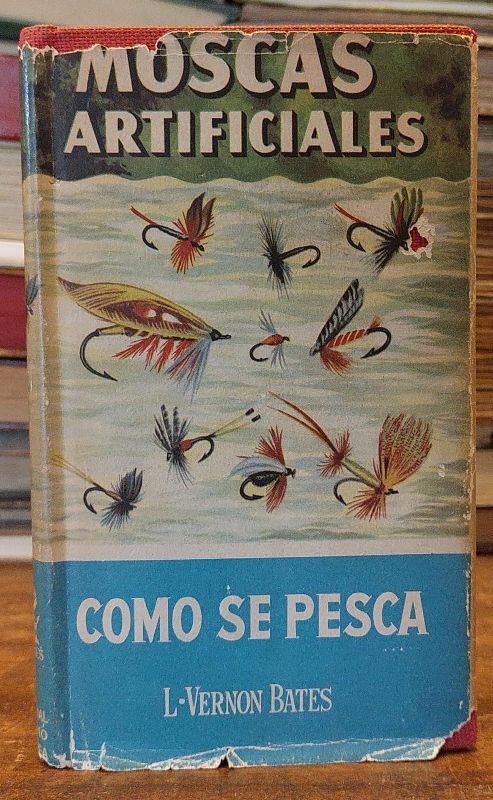 MOSCAS
ARTIFICIALES
COMO SE PESCA
L·VERNON BATES